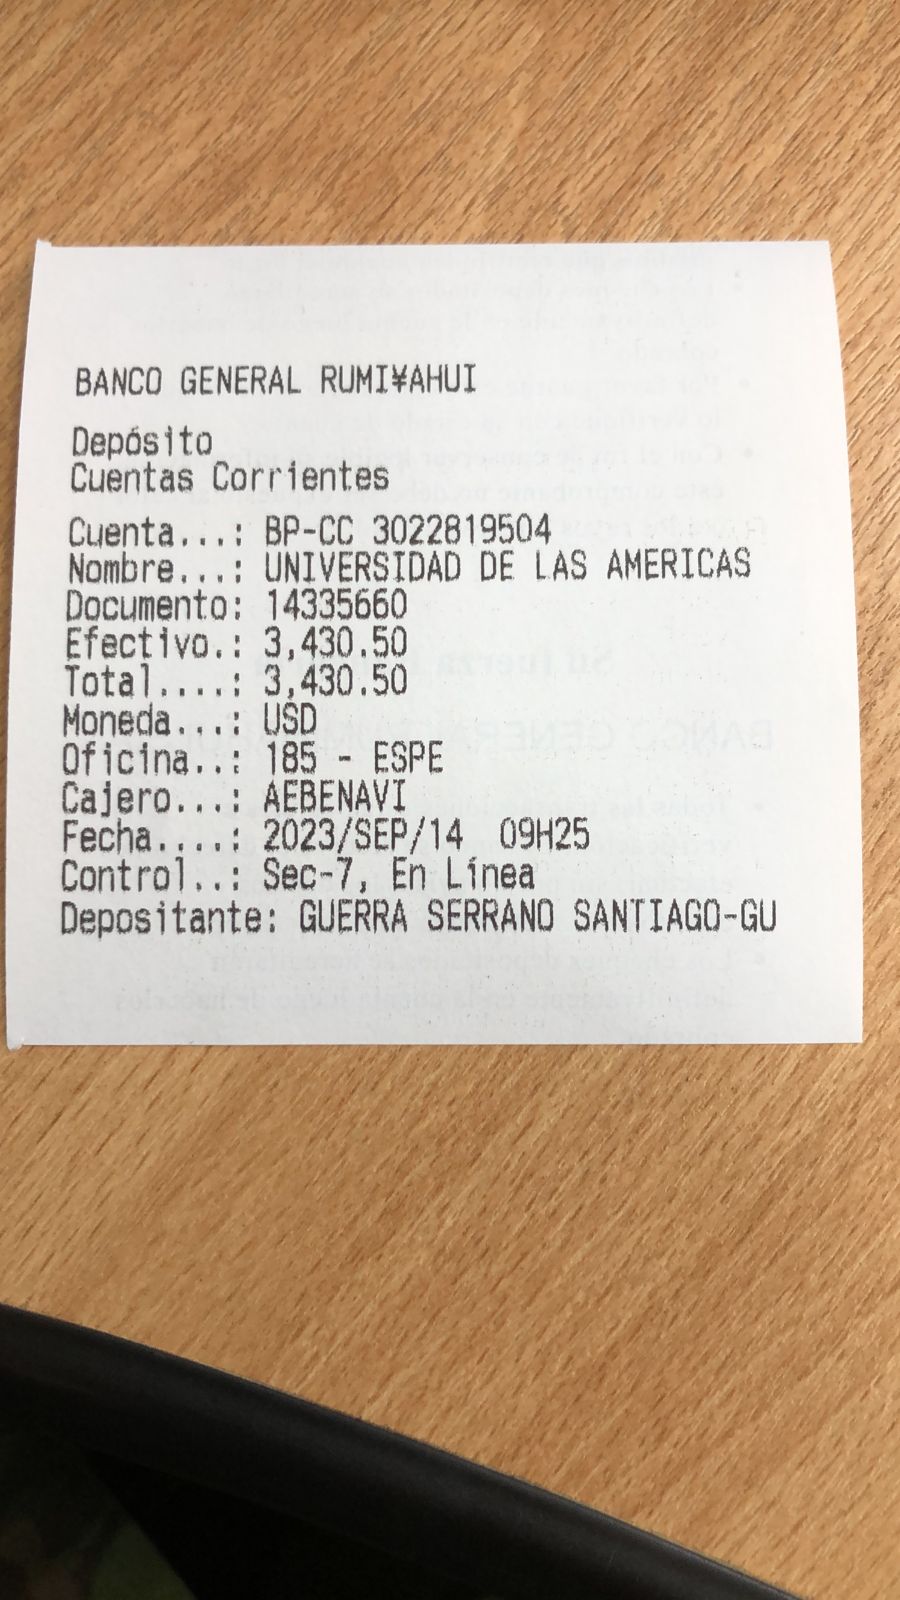 BANCO GENERAL RUMI¥AHUI
Depósito
Cuentas Corrientes
Cuenta...: BP-CC 3022819504
Nombre...: UNIVERSIDAD DE LAS AMERICAS
Documento: 14335660
Efectivo.: 3,430.50
Total....: 3,430.50
Moneda...: USD
Oficina..: 185 - ESPE
Cajero...: AEBENAVI
Fecha....: 2023/SEP/14 09H25
Control..: Sec-7, En Línea
Depositante: GUERRA SERRANO SANTIAGO-GU